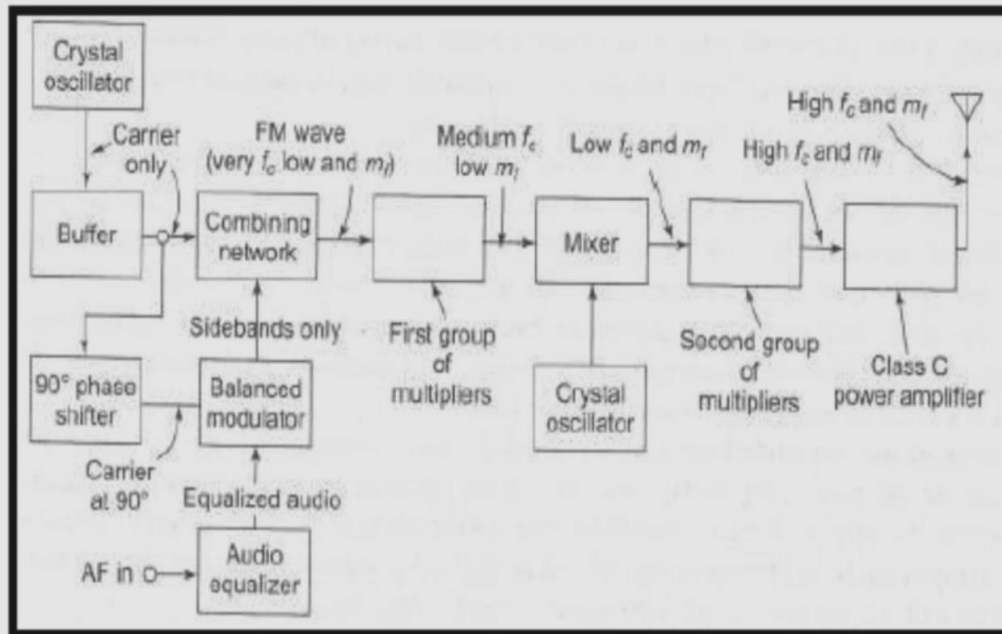 Crystal
oscillator
Carrier
only
FM wave
(very f_c low and m_f)
Medium f_c
low m_f
Low f_c and m_f
High f_c and m_f
High f_c and m_f
Buffer
Combining
network
Mixer
Sidebands only
First group
of
multipliers
Second group
of
multipliers
Class C
power amplifier
90° phase
shifter
Balanced
modulator
Crystal
oscillator
Carrier
at 90°
Equalized audio
AF in
Audio
equalizer